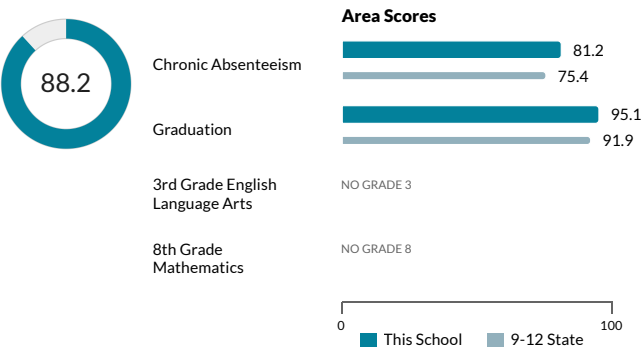 Area Scores
88.2
Chronic Absenteeism
81.2
75.4
Graduation
95.1
91.9
3rd Grade English
Language Arts
NO GRADE 3
8th Grade
Mathematics
NO GRADE 8
0
100
This School
9-12 State